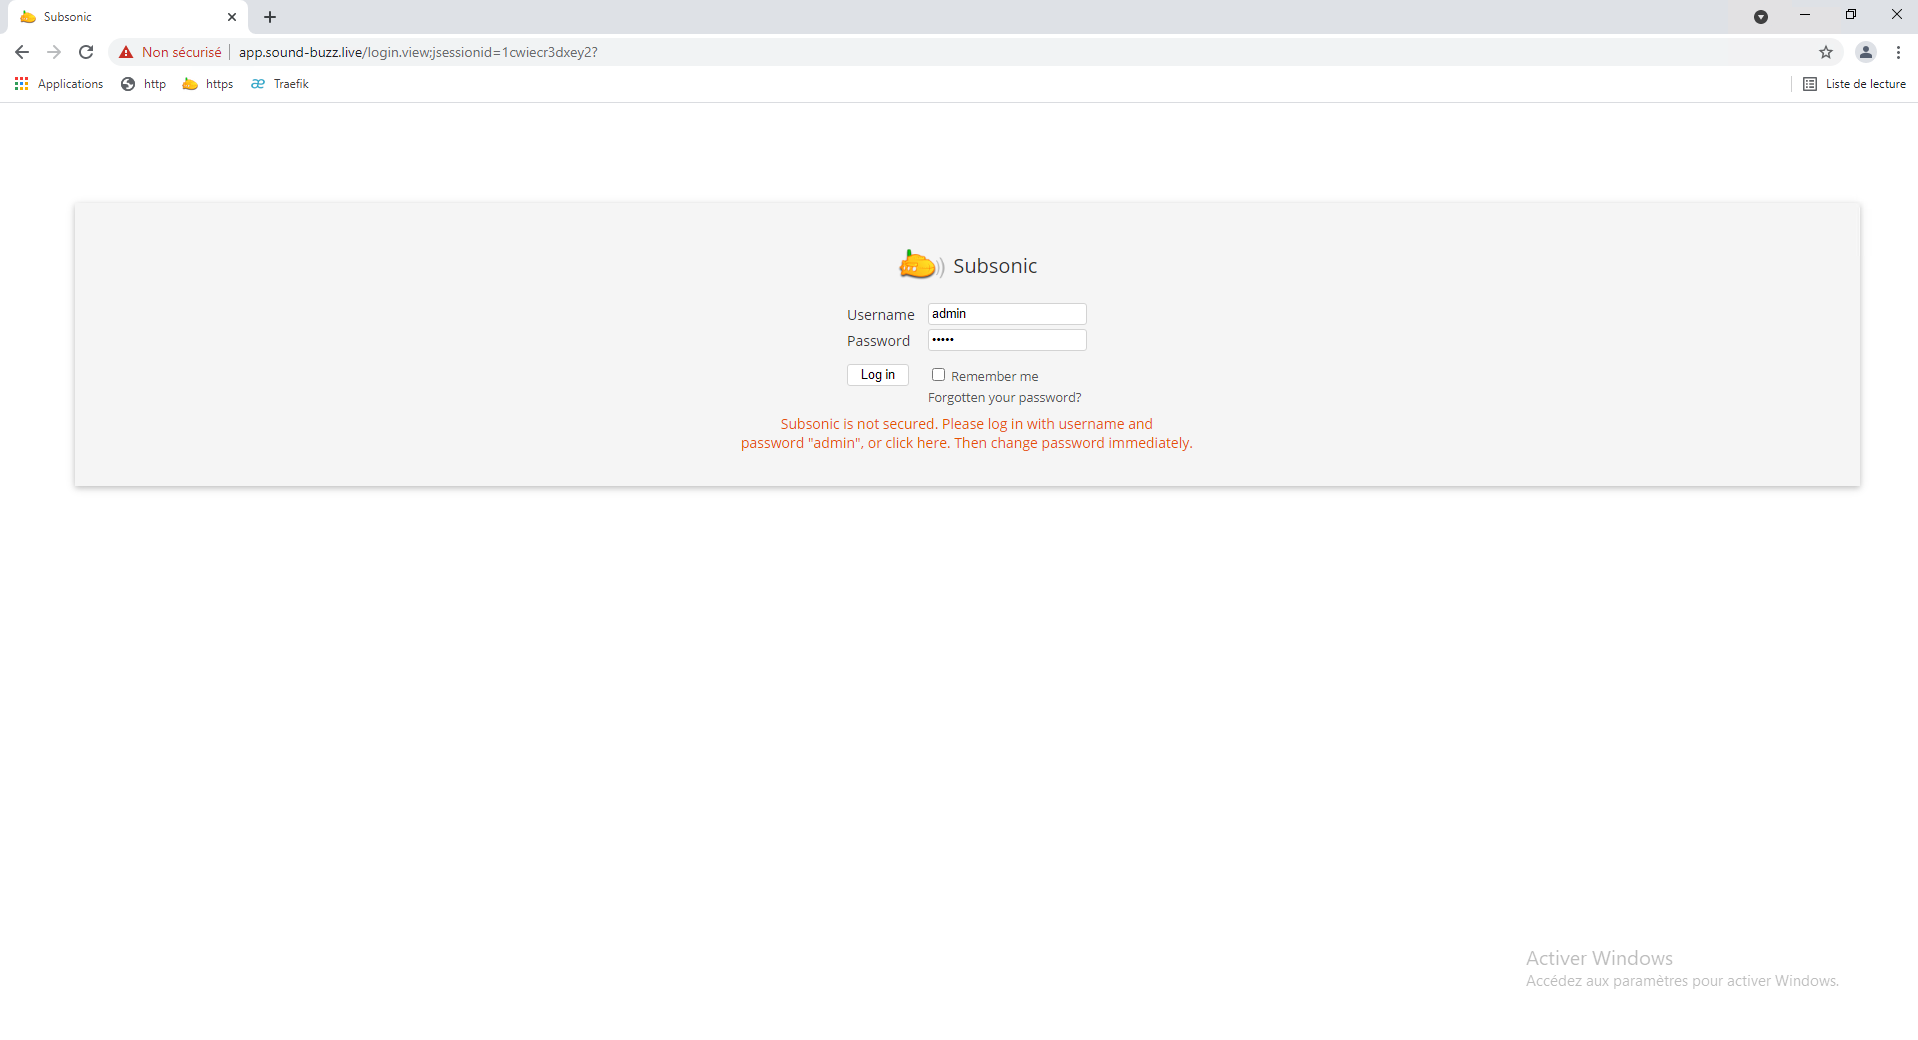 Subsonic
Non sécurisé
app.sound-buzz.live/login.view;jsessionid=1cwiecr3dxey2?
Applications
http
https
Traefik
Liste de lecture
Subsonic
Username
admin
Password
•••••
Log in
Remember me
Forgotten your password?
Subsonic is not secured. Please log in with username and
password "admin", or click here. Then change password immediately.
Activer Windows
Accédez aux paramètres pour activer Windows.